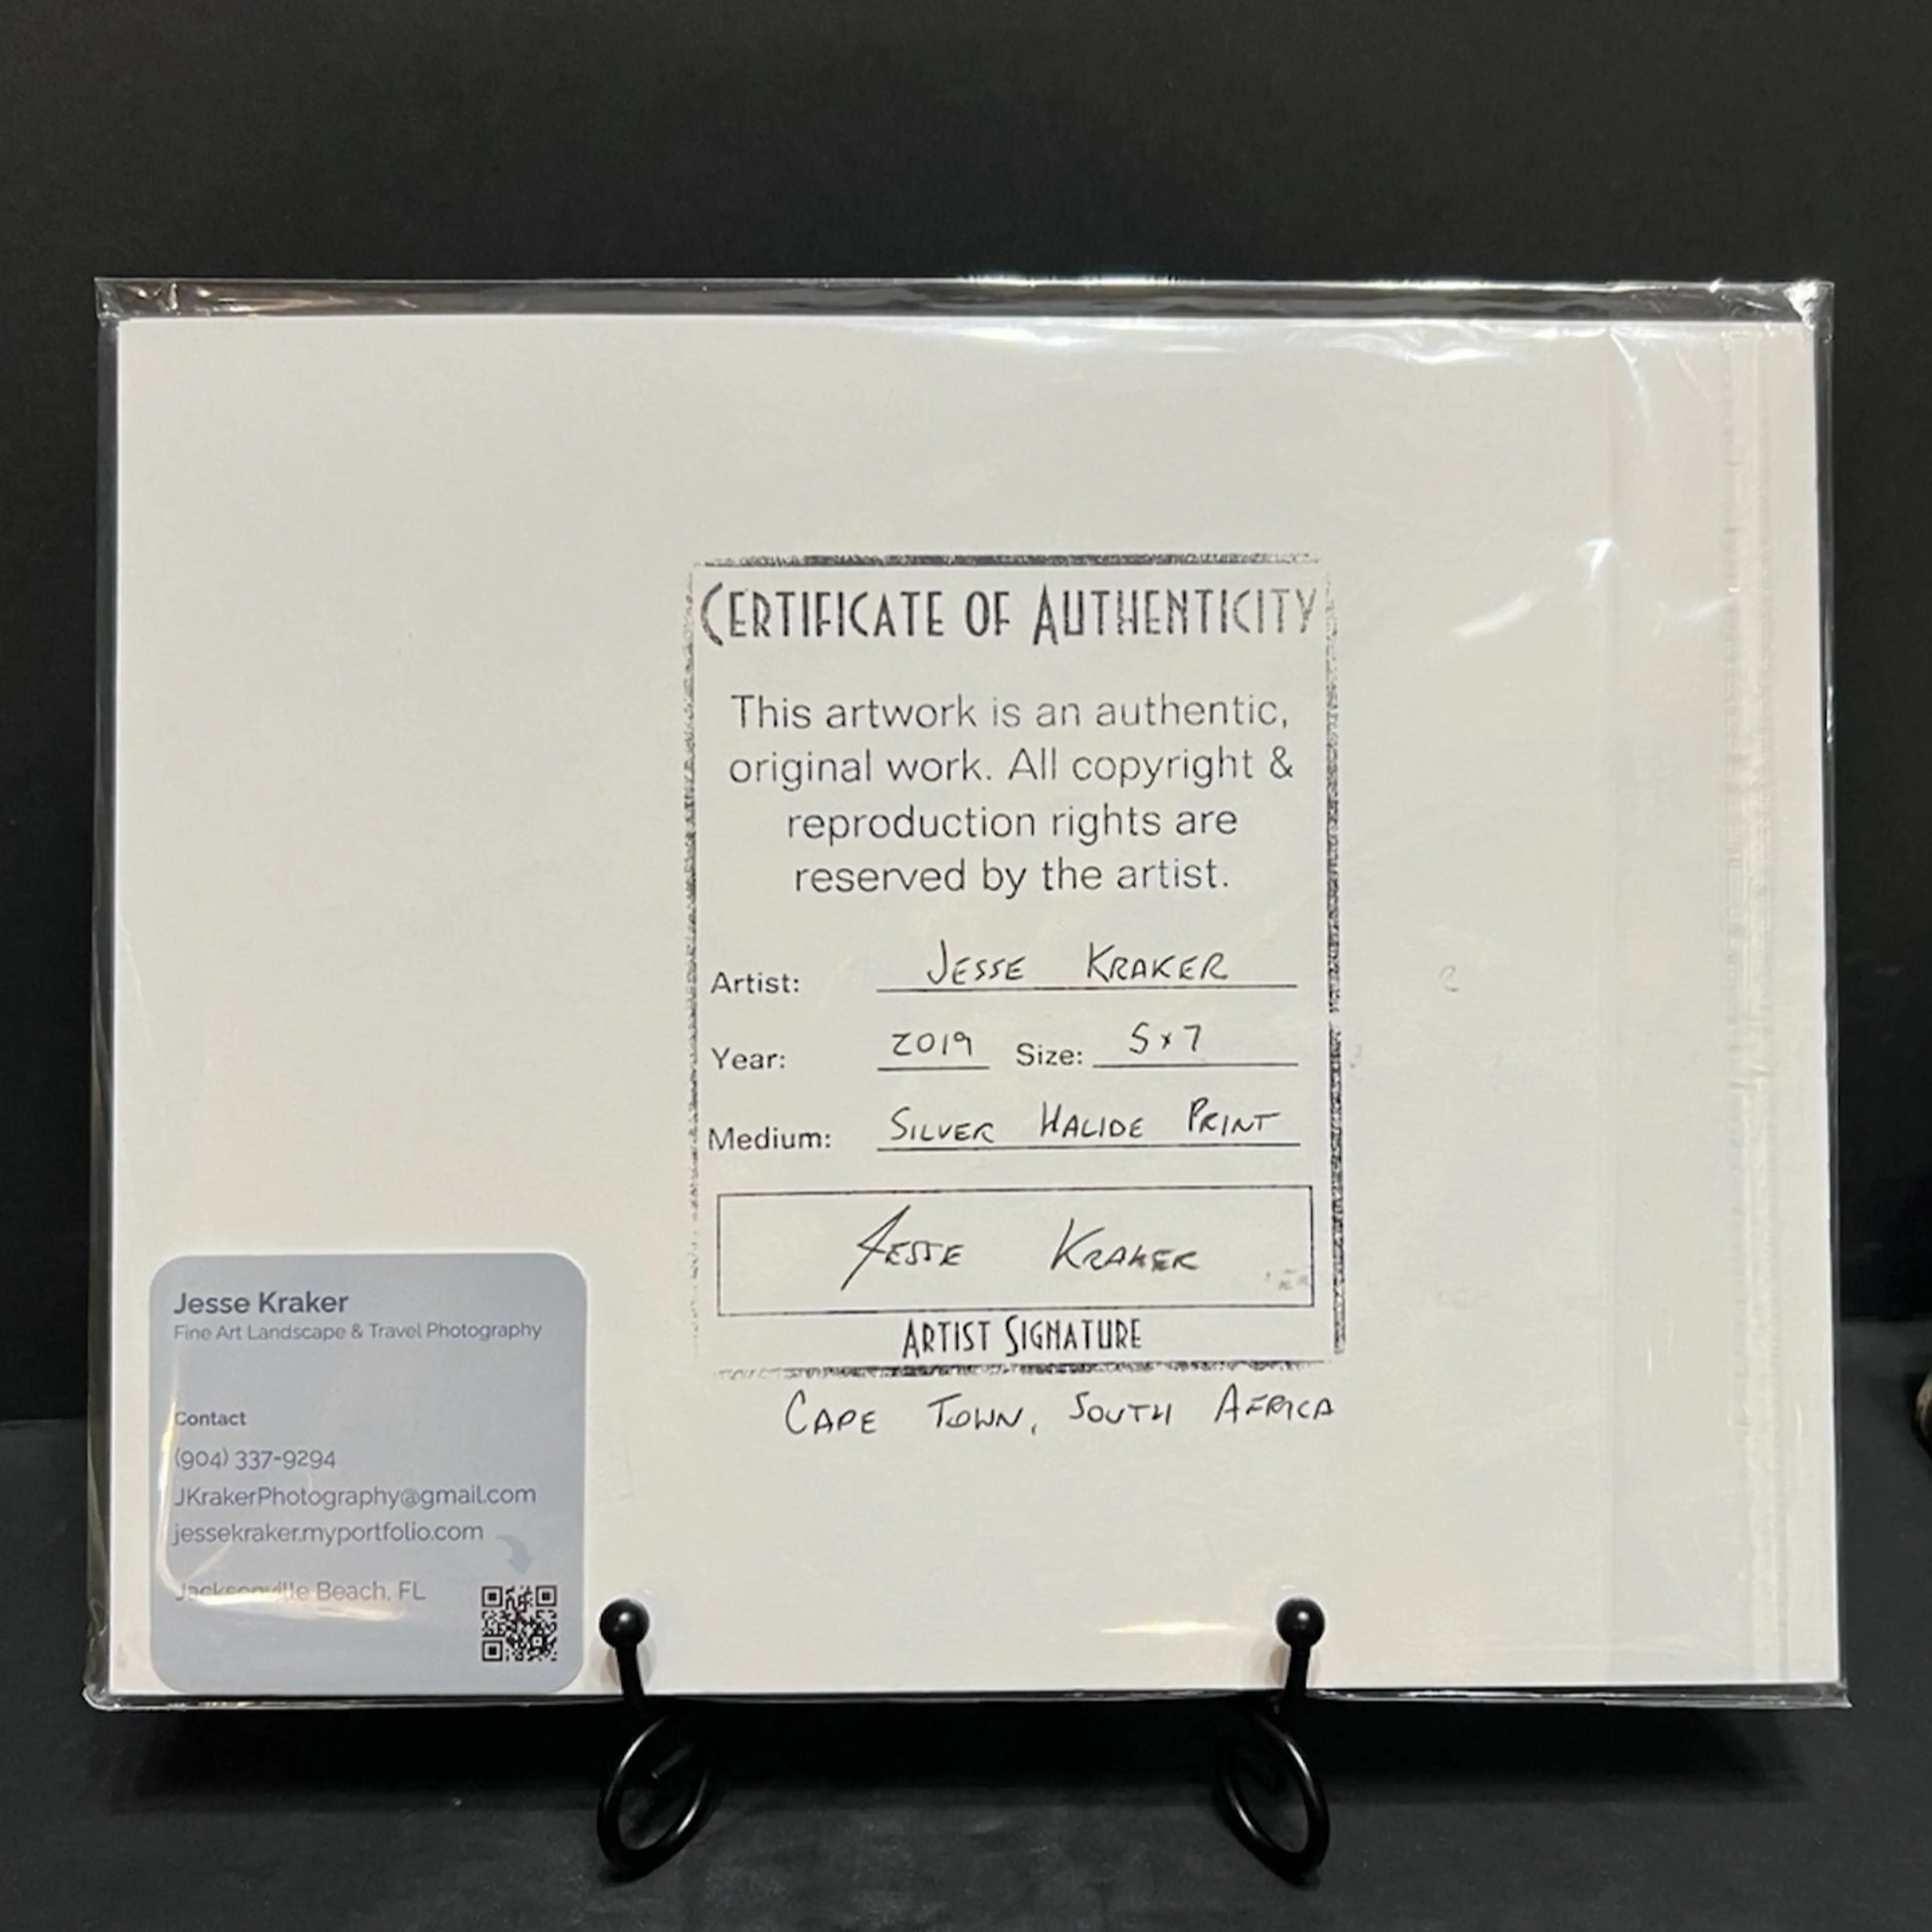 CERTIFICATE OF AUTHENTICITY
This artwork is an authentic,
original work. All copyright &
reproduction rights are
reserved by the artist.
Artist: JESSE KRAKER
Year: 2019 Size: 5x7
Medium: SILVER HALIDE PRINT
JESSE KRAKER
ARTIST SIGNATURE
CAPE TOWN, SOUTH AFRICA
Jesse Kraker
Fine Art Landscape & Travel Photography
Contact
(904) 337-9294
JKrakerPhotography@gmail.com
jessekraker.myportfolio.com
Jacksonville Beach, FL